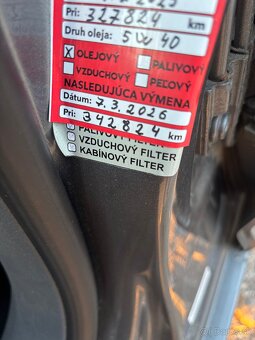 Pri: 327824 km
Druh oleja: 5W40
X OLEJOVÝ PALIVOVÝ
VZDUCHOVÝ PEĽOVÝ
NASLEDUJÚCA VÝMENA
Dátum: 7.3.2026
Pri: 342824 km
PALIVOVÝ FILTER
VZDUCHOVÝ FILTER
KABÍNOVÝ FILTER